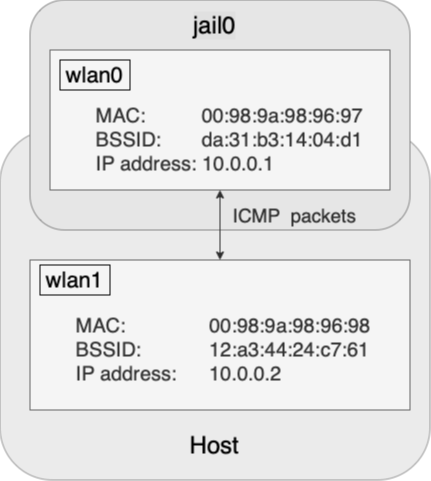 jail0
wlan0
MAC: 00:98:9a:98:96:97
BSSID: da:31:b3:14:04:d1
IP address: 10.0.0.1
ICMP packets
wlan1
MAC: 00:98:9a:98:96:98
BSSID: 12:a3:44:24:c7:61
IP address: 10.0.0.2
Host